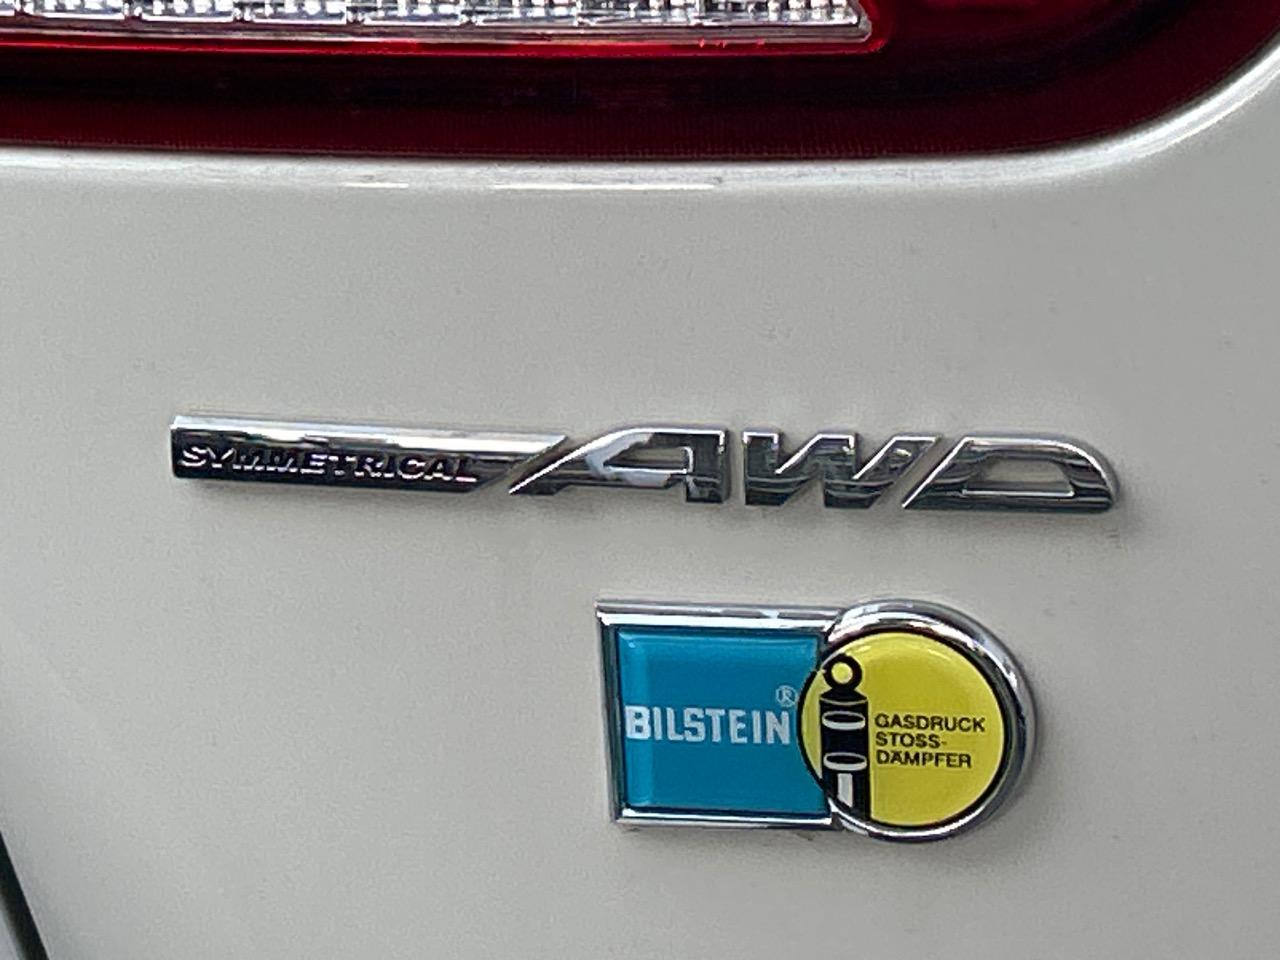 SYMMETRICAL AWD
BILSTEIN®
GASDRUCK
STOSS-
DÄMPFER